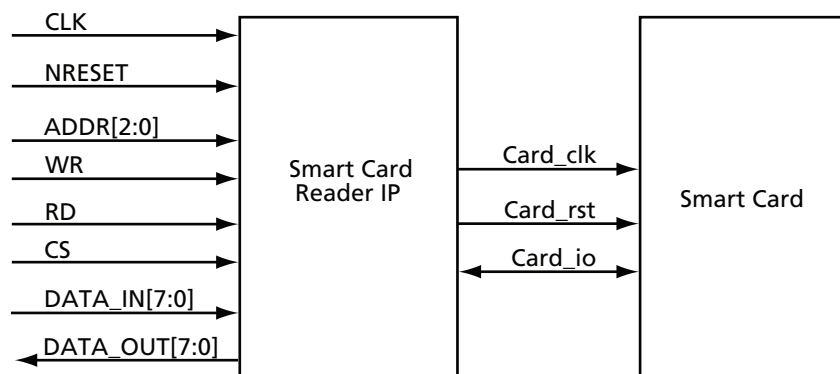 CLK
NRESET
ADDR[2:0]
WR
RD
CS
DATA_IN[7:0]
DATA_OUT[7:0]
Smart Card
Reader IP
Card_clk
Card_rst
Card_io
Smart Card